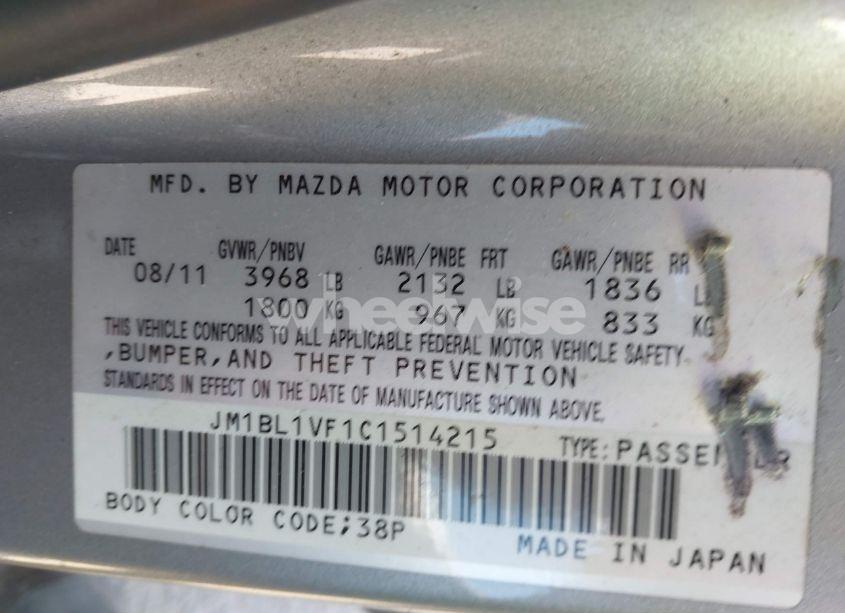 MFD. BY MAZDA MOTOR CORPORATION
DATE GVWR/PNBV GAWR/PNBE FRT GAWR/PNBE RR
08/11 3968 LB 2132 LB 1836
1800 KG 967 KG 833 KG
wheelwise
THIS VEHICLE CONFORMS TO ALL APPLICABLE FEDERAL MOTOR VEHICLE SAFETY
,BUMPER,AND THEFT PREVENTION
STANDARDS IN EFFECT ON THE DATE OF MANUFACTURE SHOWN ABOVE.
JM1BL1VF1C1514215 TYPE:PASSENGER
BODY COLOR CODE;38P
MADE IN JAPAN